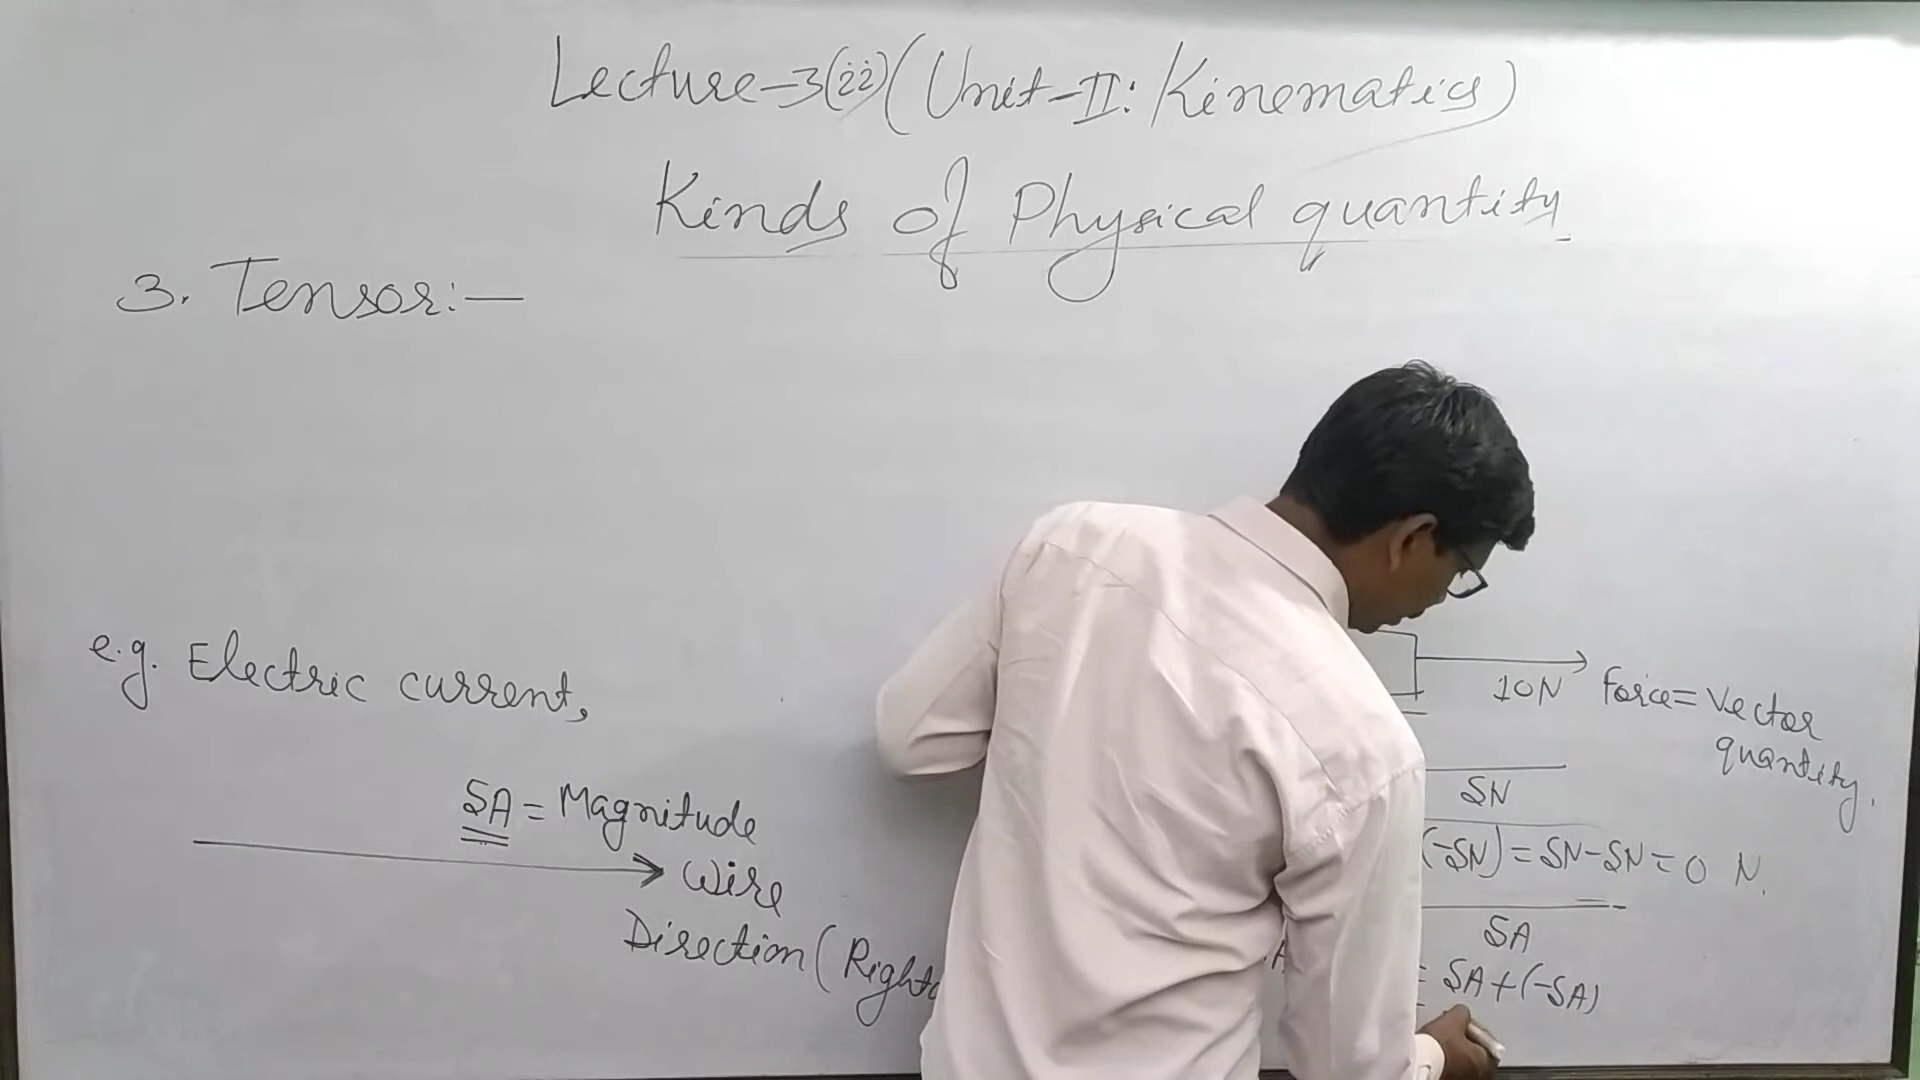 Lecture-3(ii)(Unit-II: Kinematics)
Kinds of Physical quantity
3. Tensor:-
e.g. Electric current,
5A = Magnitude
Wire
Direction (Right
10N
Force = Vector
quantity.
5N
(-5N) = 5N-5N = 0 N.
5A
= 5A+(-5A)